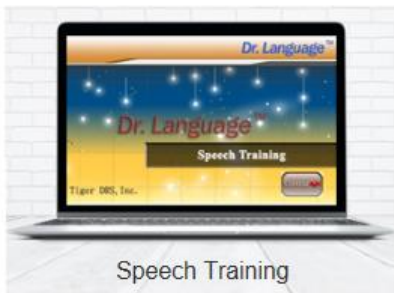 Dr. Language™
Dr. Language™
Speech Training
Tiger DRS, Inc.
Speech Training